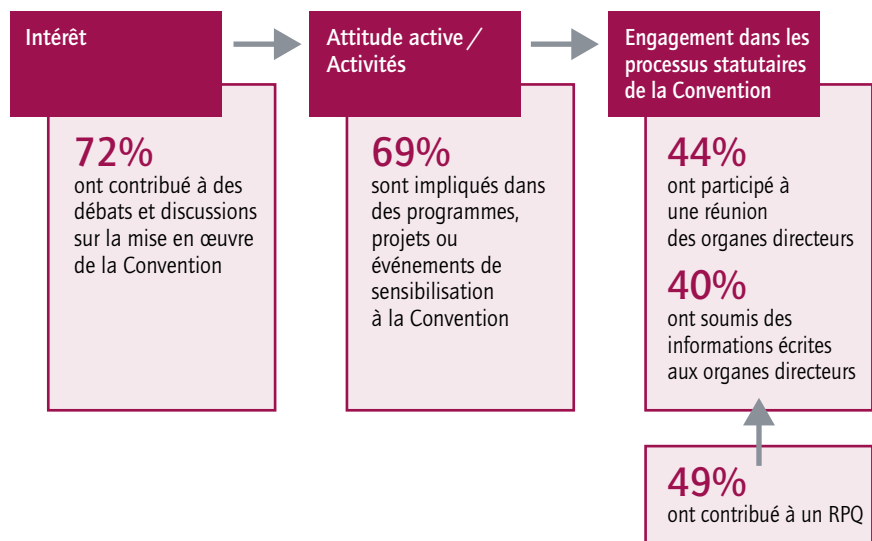 Intérêt
72%
ont contribué à des
débats et discussions
sur la mise en œuvre
de la Convention
Attitude active /
Activités
69%
sont impliqués dans
des programmes,
projets ou
événements de
sensibilisation
à la Convention
Engagement dans les
processus statutaires
de la Convention
44%
ont participé à
une réunion
des organes directeurs
40%
ont soumis des
informations écrites
aux organes directeurs
49%
ont contribué à un RPQ